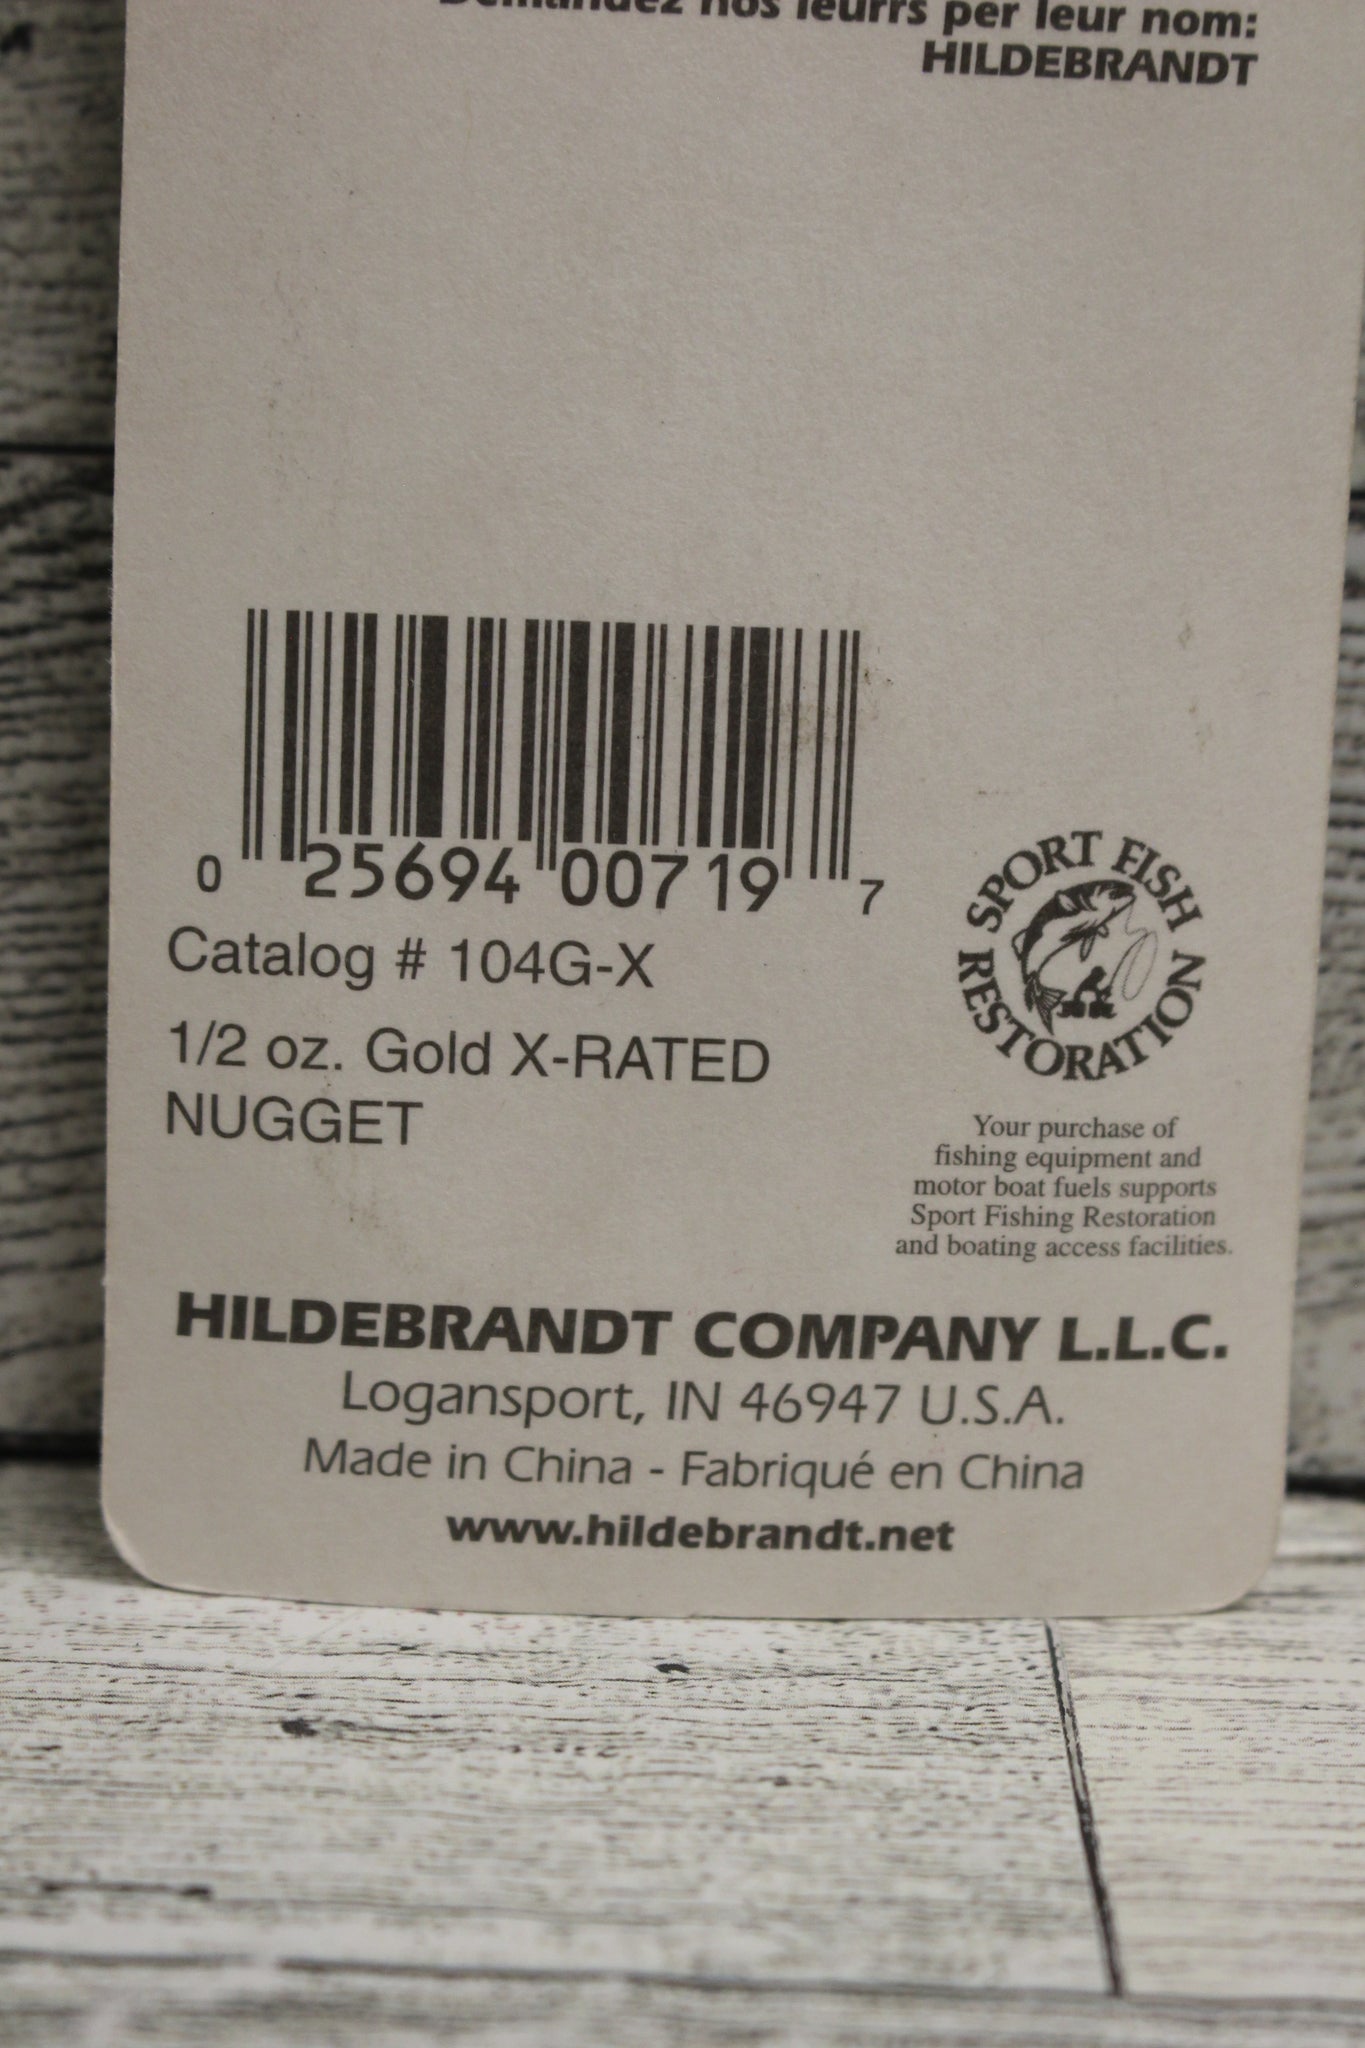 Demandez nos leurrs per leur nom:
HILDEBRANDT
0 25694 00719 7
Catalog # 104G-X
1/2 oz. Gold X-RATED
NUGGET
SPORT FISH
RESTORATION
Your purchase of
fishing equipment and
motor boat fuels supports
Sport Fishing Restoration
and boating access facilities.
HILDEBRANDT COMPANY L.L.C.
Logansport, IN 46947 U.S.A.
Made in China - Fabriqué en China
www.hildebrandt.net